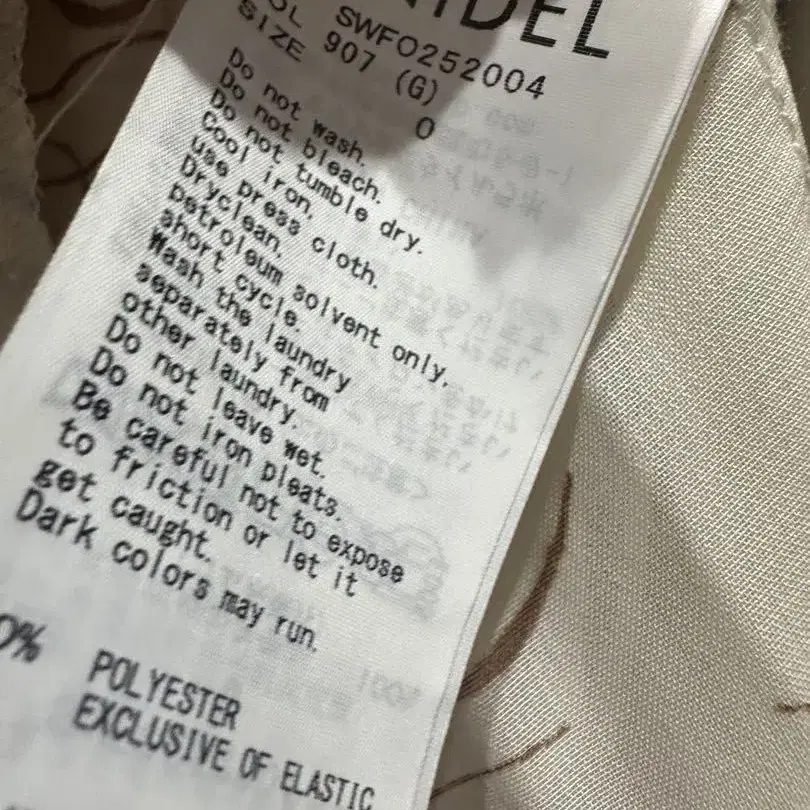 NIDEL
SWFO252004
COL 907 (G)
SIZE 0
Do not wash.
Do not bleach.
Do not tumble dry.
Cool iron.
use press cloth.
Dryclean.
petroleum solvent only.
short cycle.
Wash the laundry
separately from
other laundry.
Do not leave wet.
Do not iron pleats.
Be careful not to expose
to friction or let it
get caught.
Dark colors may run.
0%
POLYESTER
EXCLUSIVE OF ELASTIC